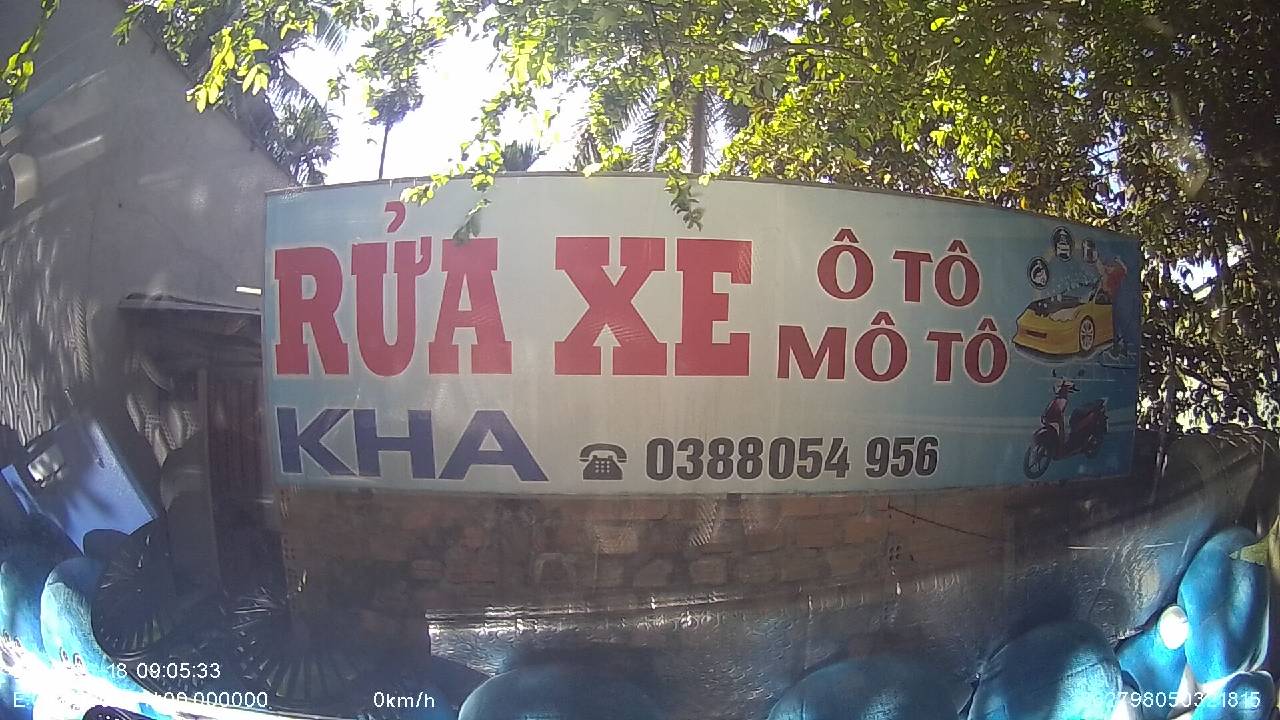 RỬA XE
Ô TÔ
MÔ TÔ
KHA
0388054 956
18 09:05:33
0km/h